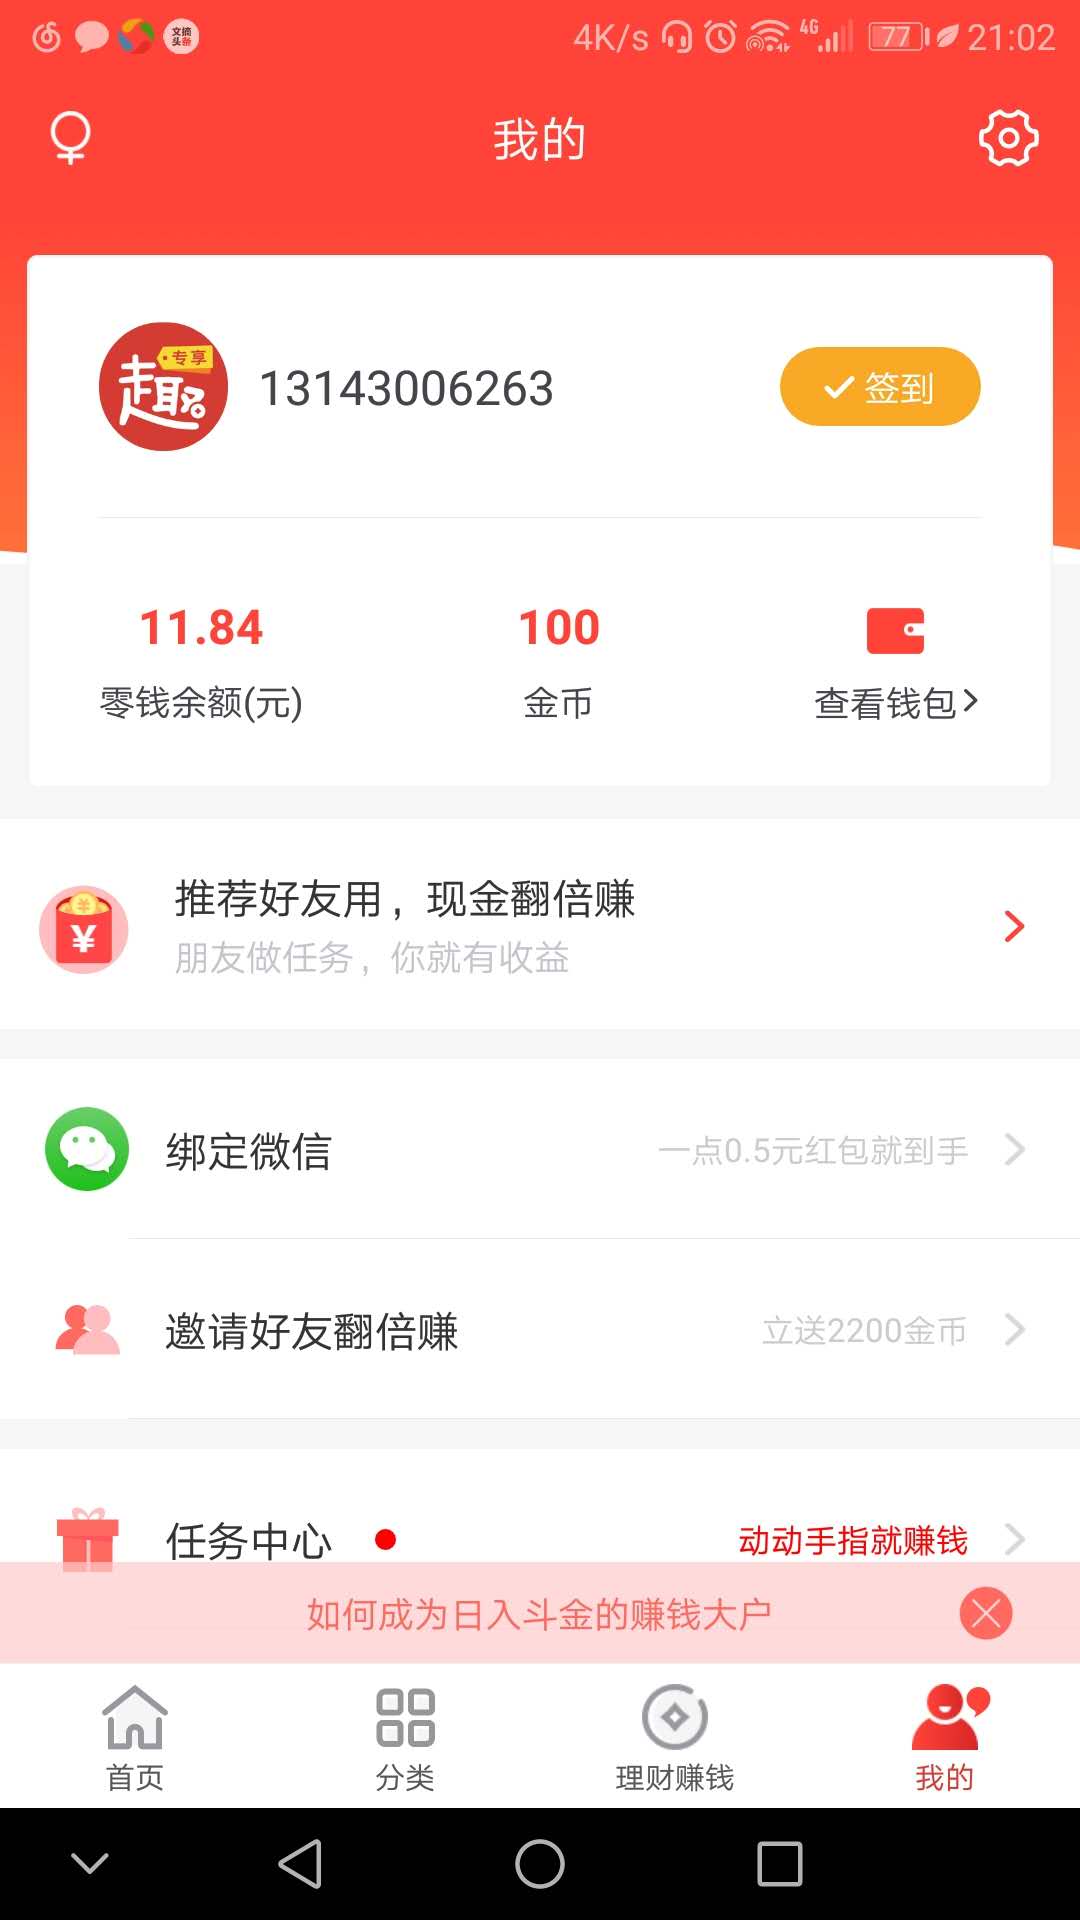 文摘头条 4K/s 4G 77 21:02
我的
趣 专享 13143006263 签到
11.84 100
零钱余额(元) 金币 查看钱包
推荐好友用，现金翻倍赚
朋友做任务，你就有收益
绑定微信 一点0.5元红包就到手
邀请好友翻倍赚 立送2200金币
任务中心 动动手指就赚钱
如何成为日入斗金的赚钱大户
首页 分类 理财赚钱 我的